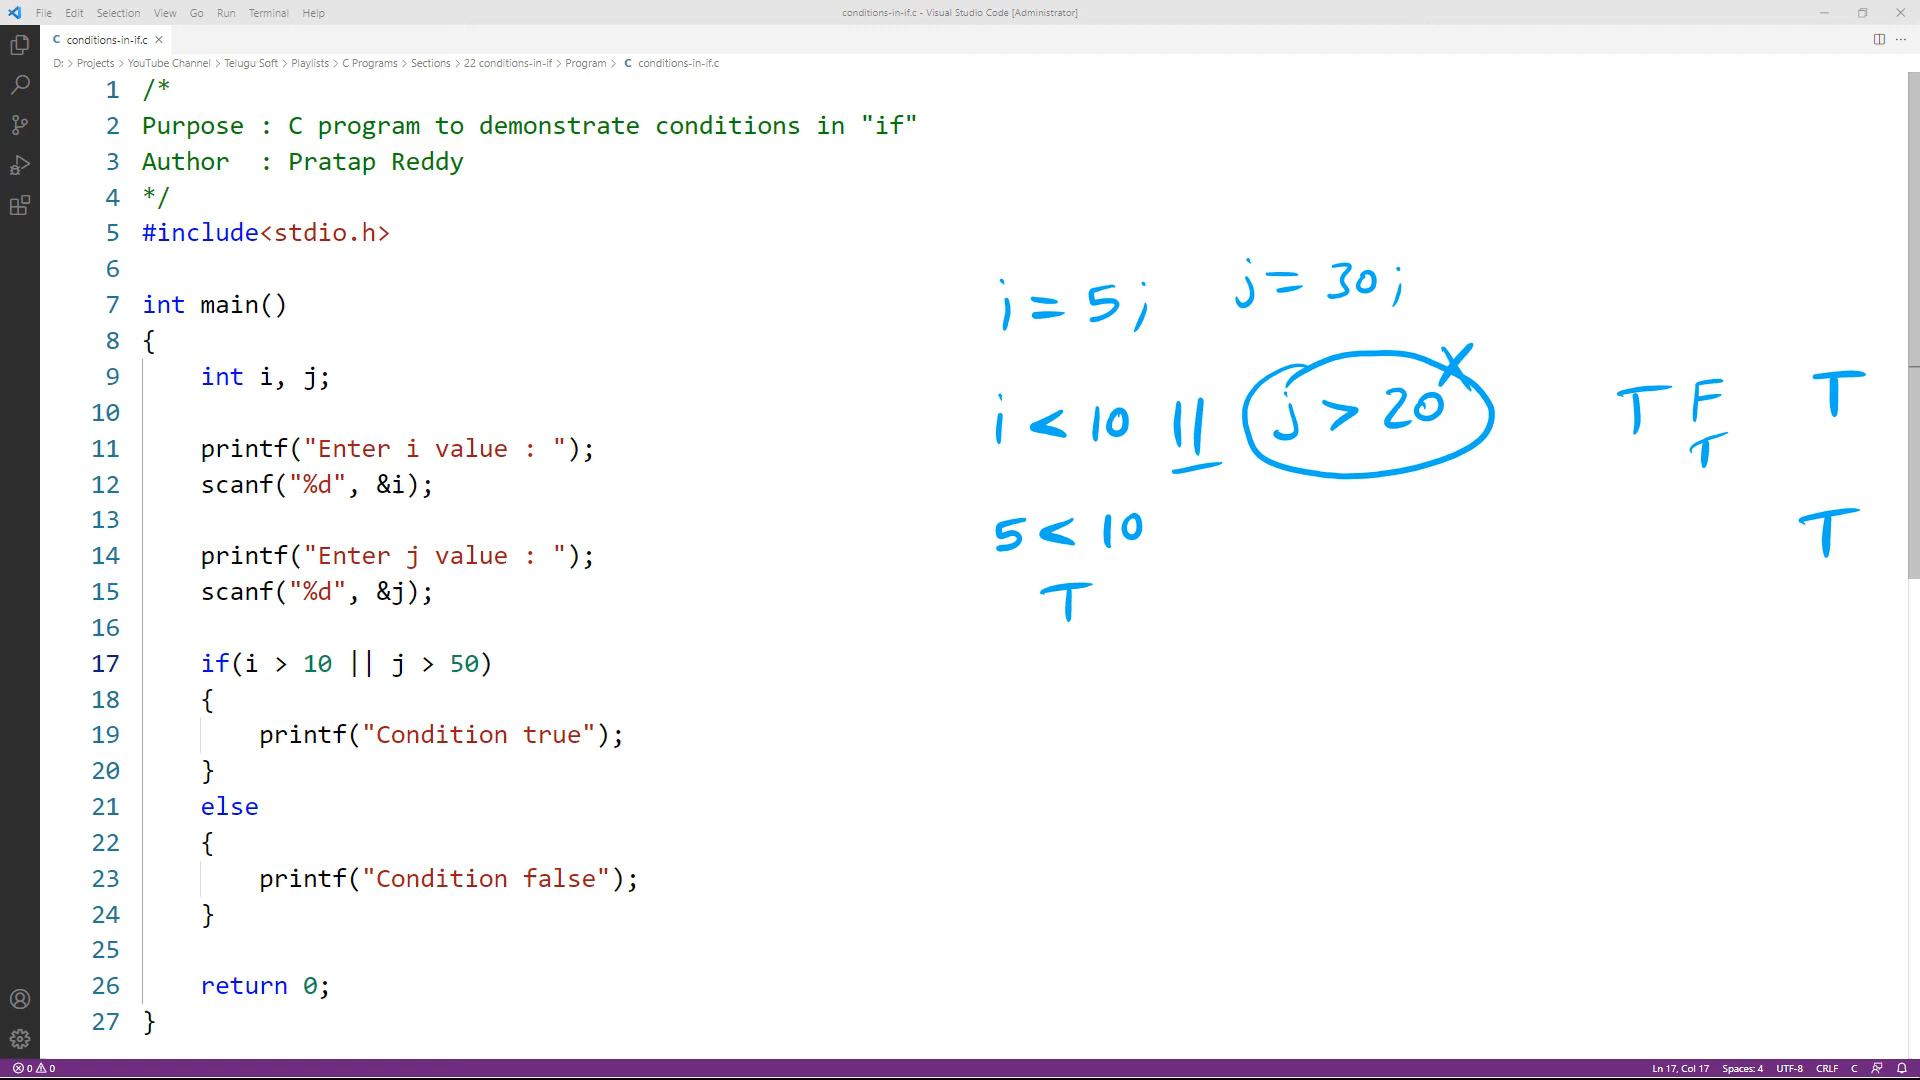 File Edit Selection View Go Run Terminal Help
conditions-in-if.c - Visual Studio Code [Administrator]
C conditions-in-if.c ×
D: > Projects > YouTube Channel > Telugu Soft > Playlists > C Programs > Sections > 22 conditions-in-if > Program > C conditions-in-if.c
1 /*
2 Purpose : C program to demonstrate conditions in "if"
3 Author  : Pratap Reddy
4 */
5 #include<stdio.h>
6
7 int main()
8 {
9     int i, j;
10
11     printf("Enter i value : ");
12     scanf("%d", &i);
13
14     printf("Enter j value : ");
15     scanf("%d", &j);
16
17     if(i > 10 || j > 50)
18     {
19         printf("Condition true");
20     }
21     else
22     {
23         printf("Condition false");
24     }
25
26     return 0;
27 }
i = 5; j = 30;
i < 10 || j > 20 X
5 < 10
T
T F T
T
T
0 0
Ln 17, Col 17 Spaces: 4 UTF-8 CRLF C